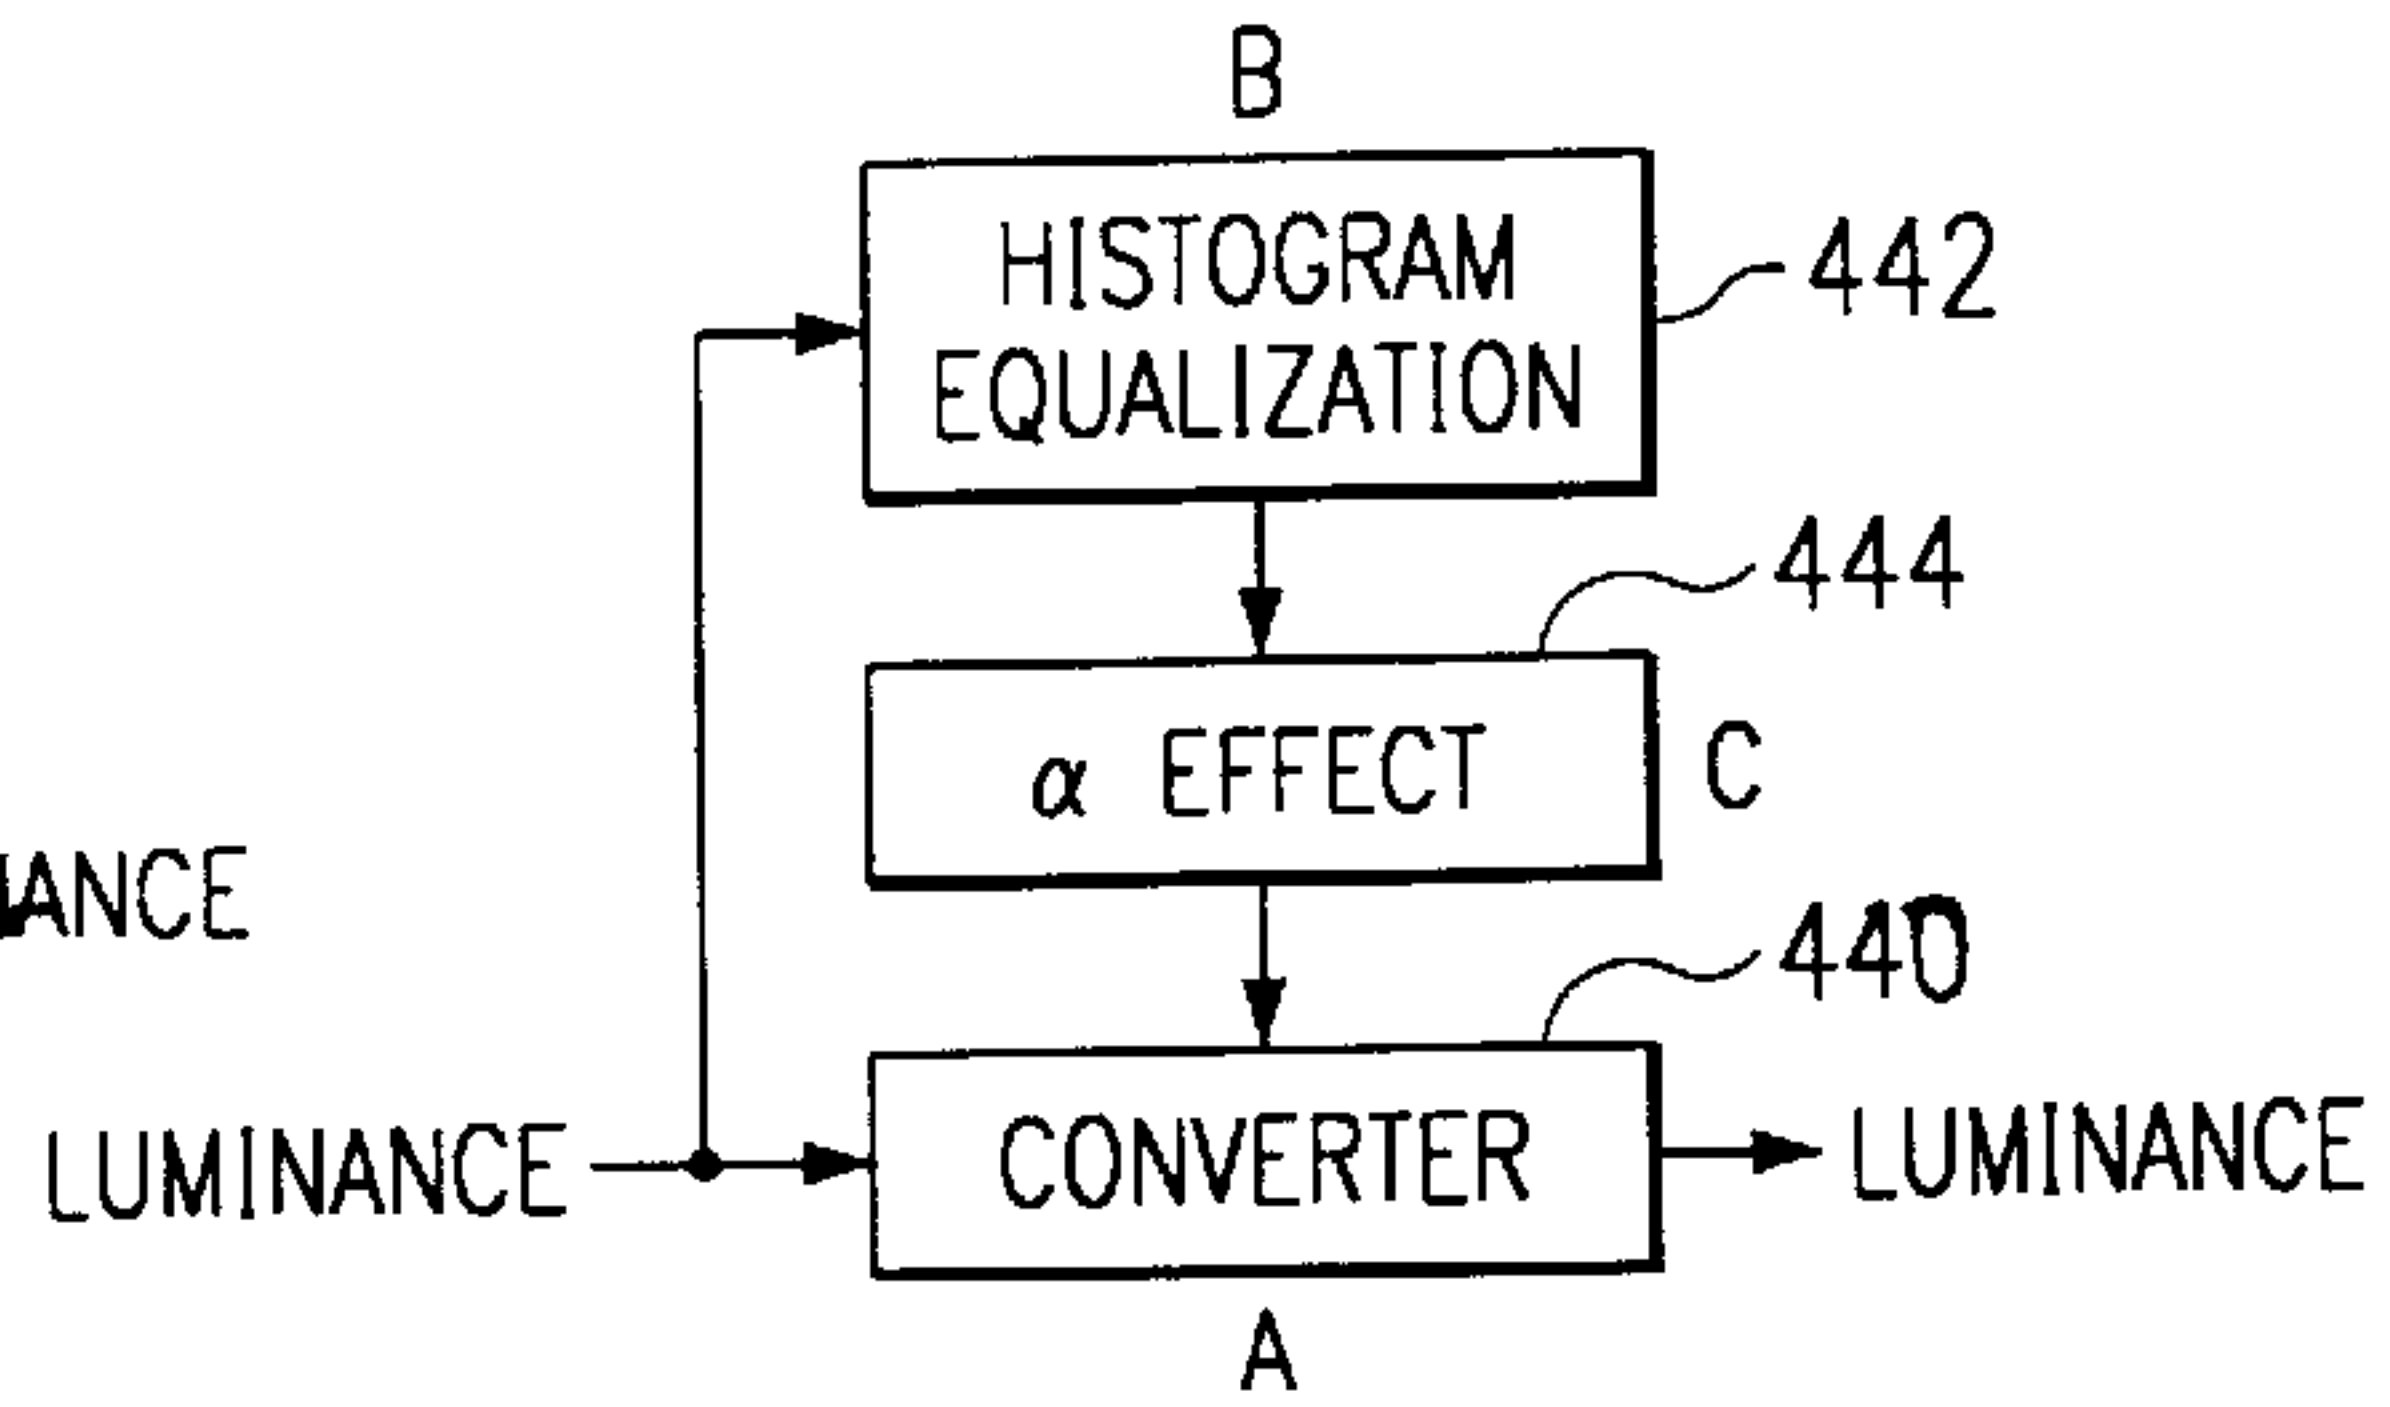 B
HISTOGRAM
EQUALIZATION
442
444
α EFFECT
C
440
LUMINANCE
CONVERTER
LUMINANCE
A